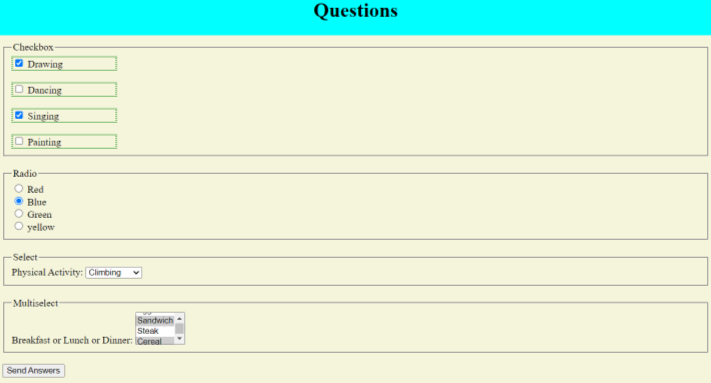 Questions
Checkbox
Drawing
Dancing
Singing
Painting
Radio
Red
Blue
Green
yellow
Select
Physical Activity: Climbing
Multiselect
Sandwich
Steak
Breakfast or Lunch or Dinner: Cereal
Send Answers